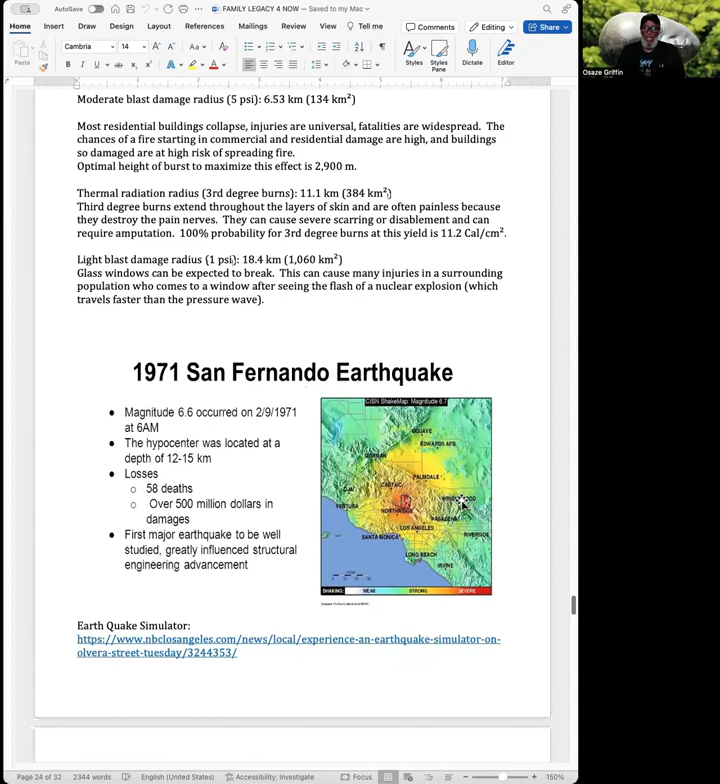 AutoSave
FAMILY LEGACY 4 NOW — Saved to my Mac
Home Insert Draw Design Layout References Mailings Review View Tell me
Comments Editing Share
Paste Cambria 14 Styles Styles Pane Dictate Editor
Moderate blast damage radius (5 psi): 6.53 km (134 km²)
Most residential buildings collapse, injuries are universal, fatalities are widespread. The
chances of a fire starting in commercial and residential damage are high, and buildings
so damaged are at high risk of spreading fire.
Optimal height of burst to maximize this effect is 2,900 m.
Thermal radiation radius (3rd degree burns): 11.1 km (384 km²)
Third degree burns extend throughout the layers of skin and are often painless because
they destroy the pain nerves. They can cause severe scarring or disablement and can
require amputation. 100% probability for 3rd degree burns at this yield is 11.2 Cal/cm².
Light blast damage radius (1 psi): 18.4 km (1,060 km²)
Glass windows can be expected to break. This can cause many injuries in a surrounding
population who comes to a window after seeing the flash of a nuclear explosion (which
travels faster than the pressure wave).
1971 San Fernando Earthquake
• Magnitude 6.6 occurred on 2/9/1971
at 6AM
• The hypocenter was located at a
depth of 12-15 km
• Losses
○ 58 deaths
○ Over 500 million dollars in
damages
• First major earthquake to be well
studied, greatly influenced structural
engineering advancement
CISN ShakeMap Magnitude 6.7
MOJAVE
EDWARDS AFB
GORMAN
PALMDALE
CASTAIC
OJAI
VENTURA
NORTHRIDGE
PASADENA
LOS ANGELES
SANTA MONICA
RIVERSIDE
LONG BEACH
IRVINE
SHAKING: WEAK STRONG SEVERE
Earth Quake Simulator:
https://www.nbclosangeles.com/news/local/experience-an-earthquake-simulator-on-
olvera-street-tuesday/3244353/
Page 24 of 32 2344 words English (United States) Accessibility: Investigate Focus 150%
Osaze Griffin